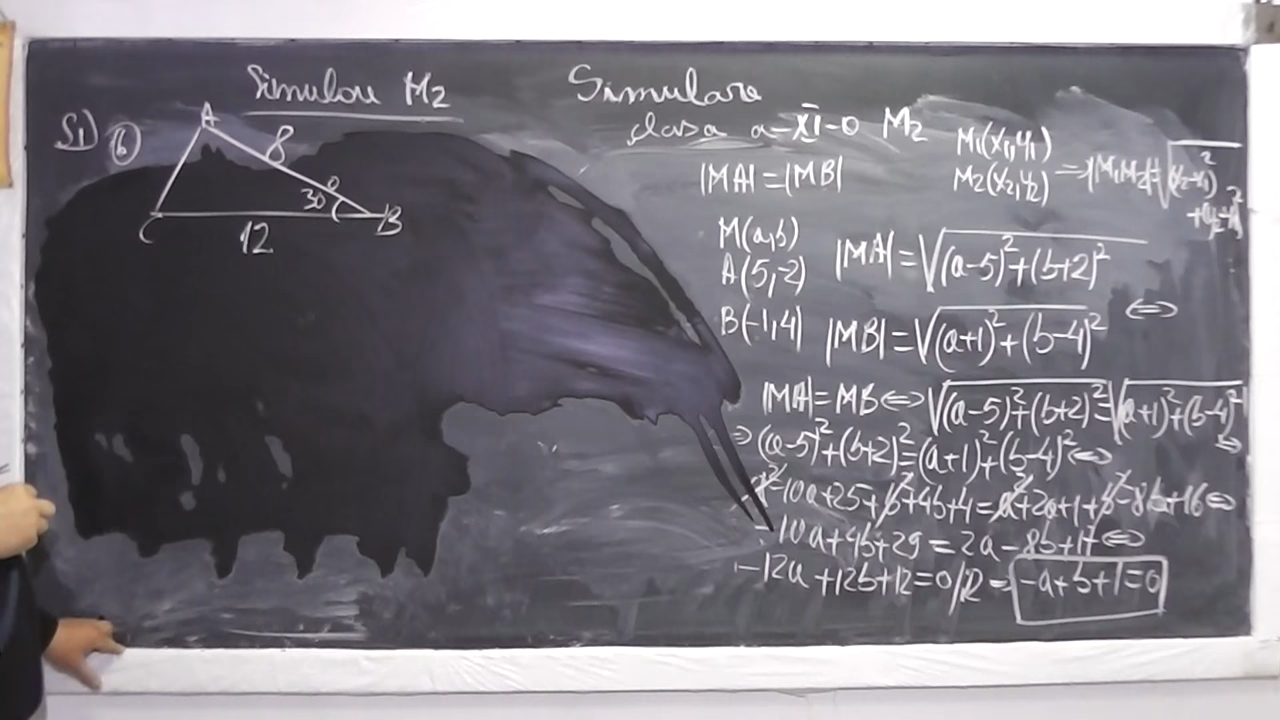 Simulare M2
S1) 6
A
8
30°
C
B
12
Simulare
clasa a-XI-a M2
|MA| = |MB|
M1(x1,y1)
M2(x2,y2)
=> |M1M2| = √(x2-x1)²
+(y2-y1)²
M(a,b)
A(5,-2)
B(-1,4)
|MA| = √(a-5)²+(b+2)²
|MB| = √(a+1)²+(b-4)² <=>
|MA| = MB <=> √(a-5)²+(b+2)² = √(a+1)²+(b-4)² =>
=> (a-5)²+(b+2)² = (a+1)²+(b-4)² <=>
a²-10a+25+b²+4b+4 = a²+2a+1+b²-8b+16 <=>
-10a+4b+29 = 2a-8b+17 <=>
-12a+12b+12=0 /12 => -a+b+1=0